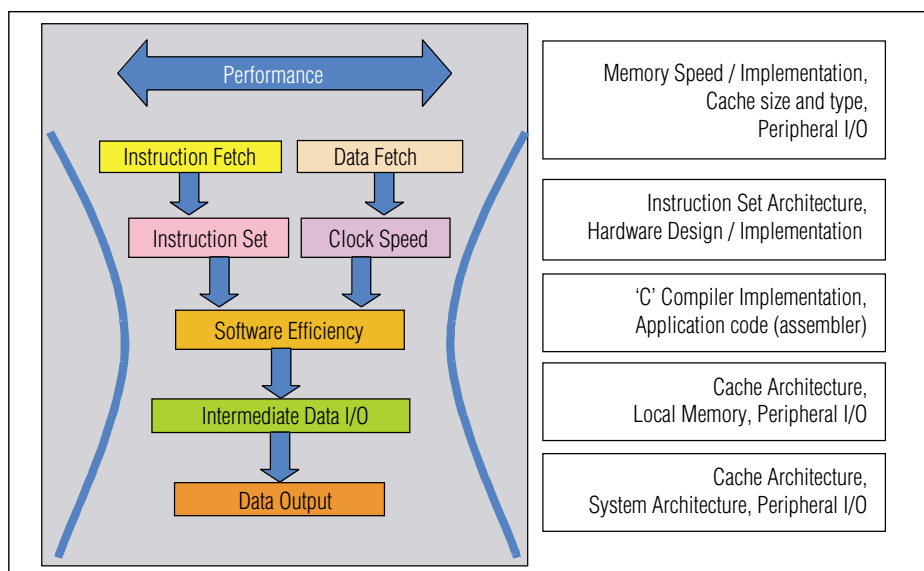 Performance
Instruction Fetch
Data Fetch
Instruction Set
Clock Speed
Software Efficiency
Intermediate Data I/O
Data Output
Memory Speed / Implementation,
Cache size and type,
Peripheral I/O
Instruction Set Architecture,
Hardware Design / Implementation
‘C’ Compiler Implementation,
Application code (assembler)
Cache Architecture,
Local Memory, Peripheral I/O
Cache Architecture,
System Architecture, Peripheral I/O